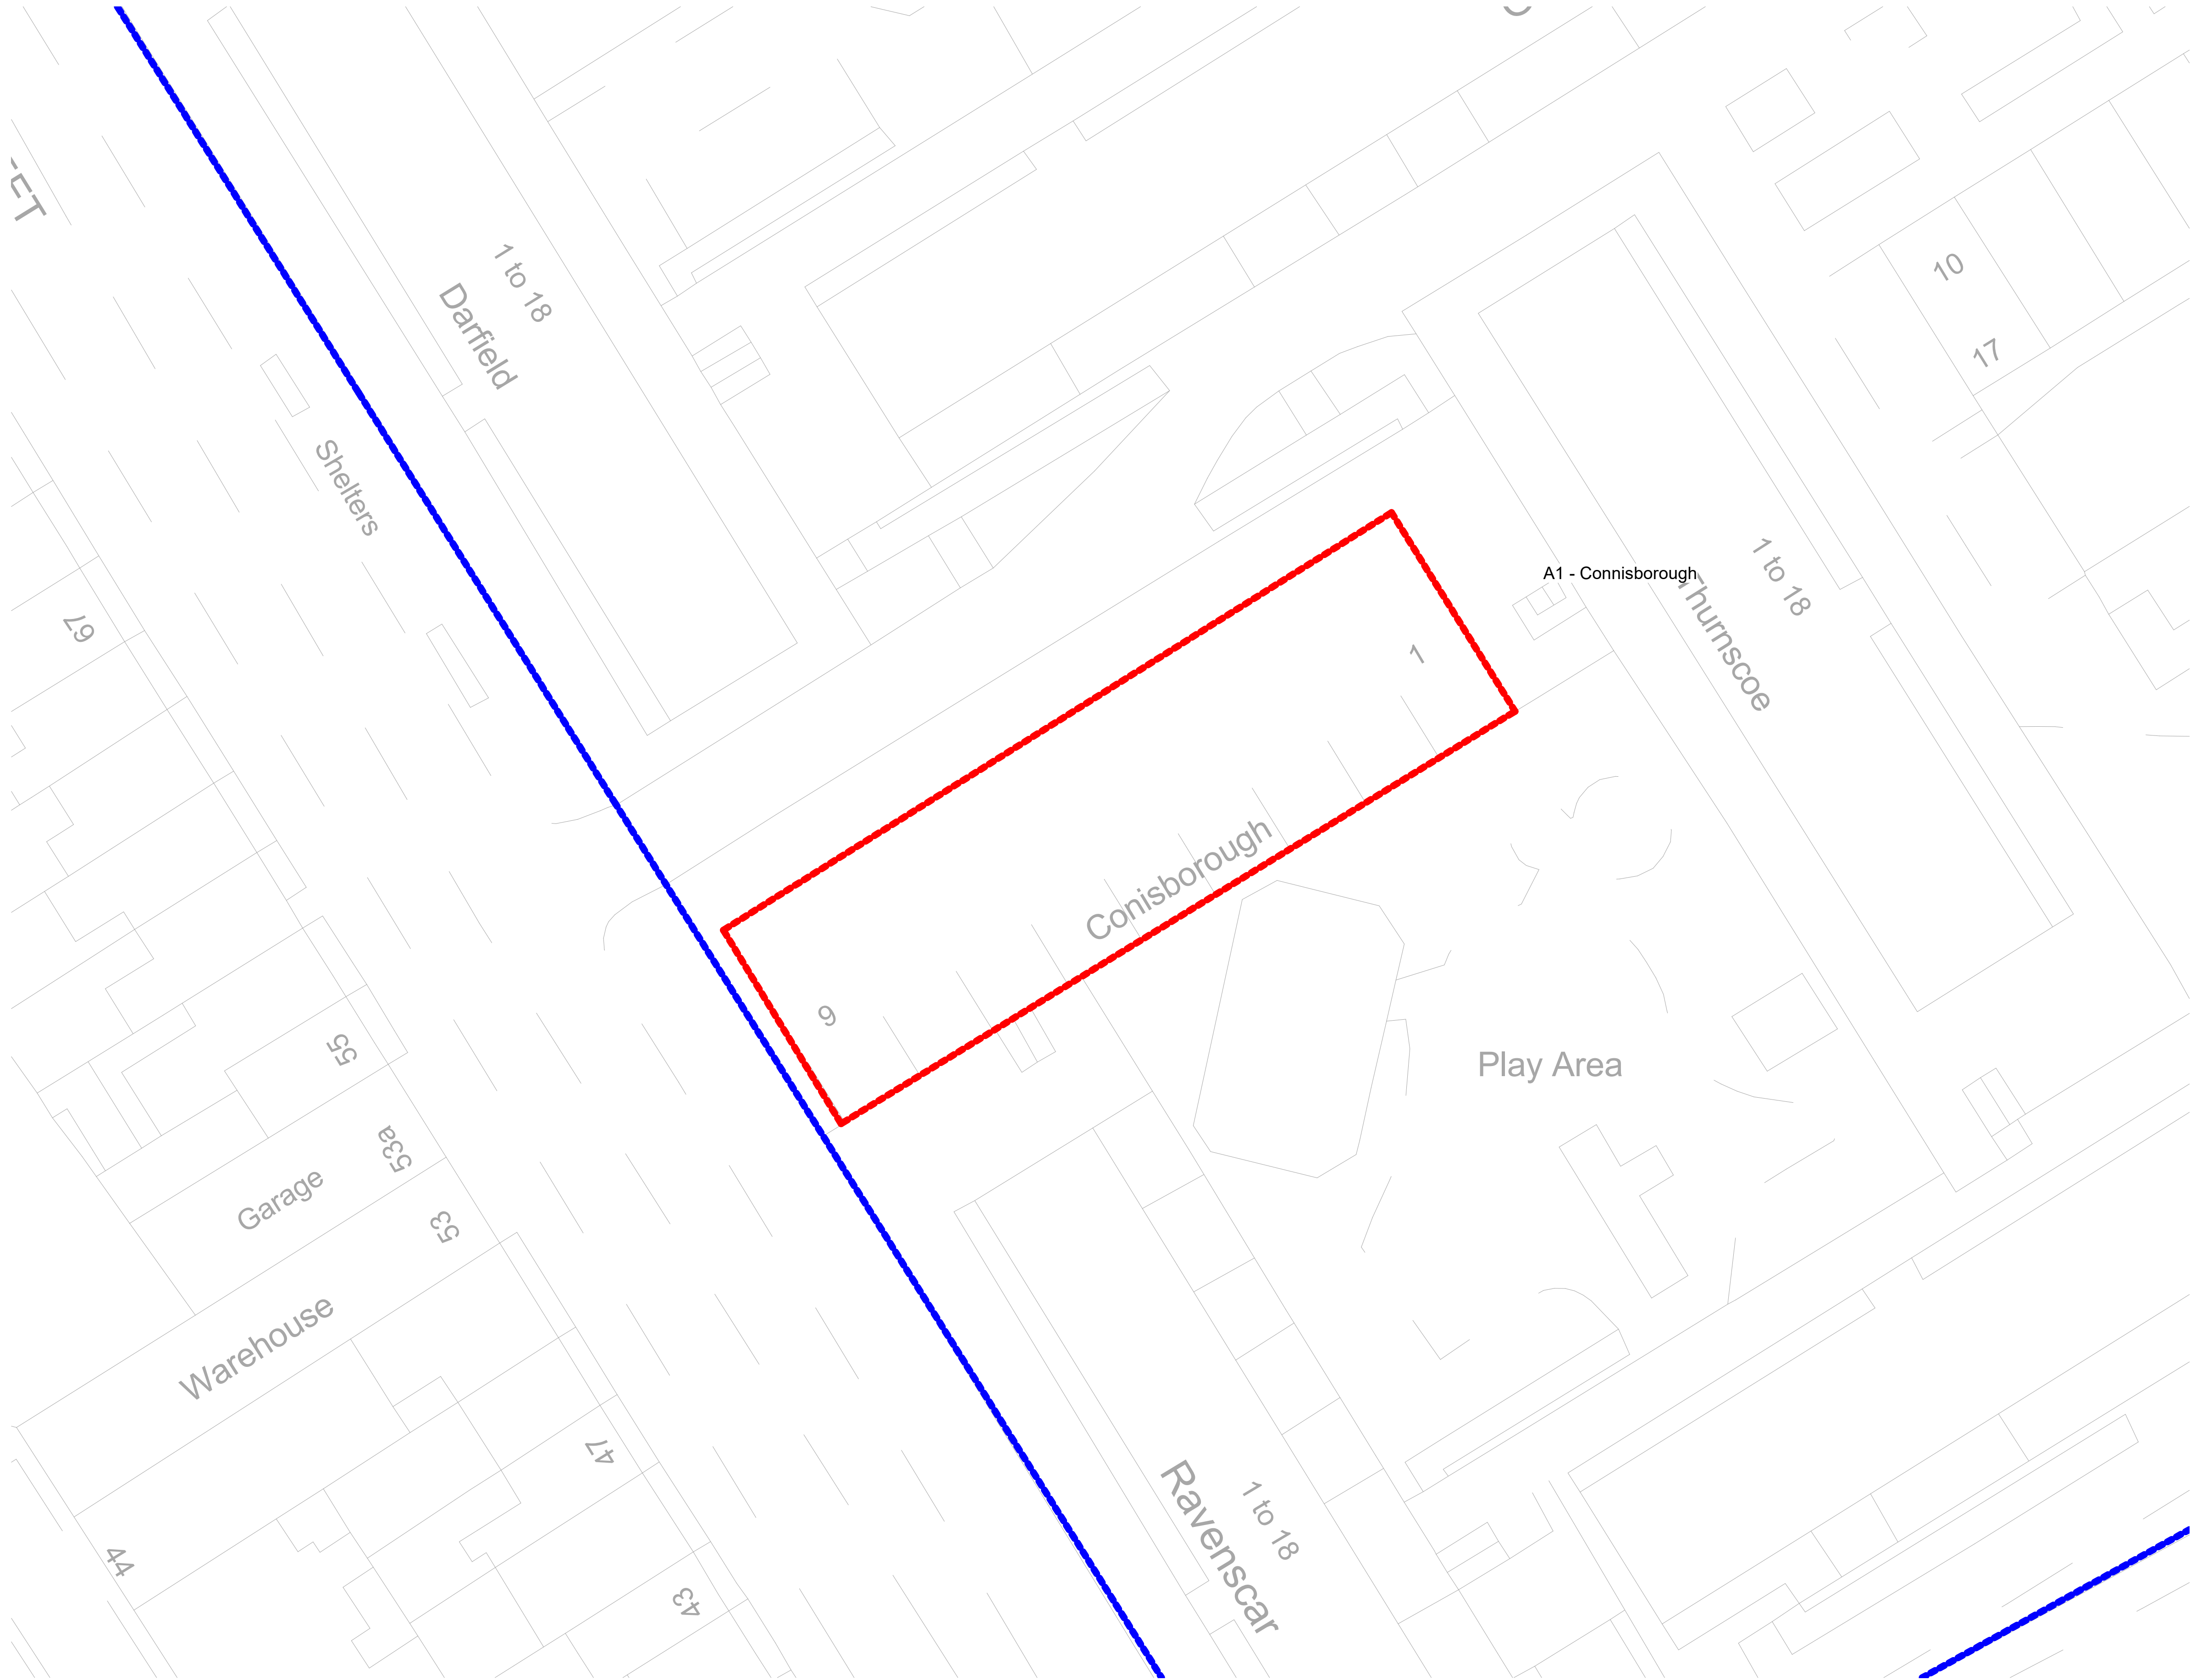 1 to 18
Darfield
10
17
Shelters
67
A1 - Connisborough
1 to 18
Thurnscoe
1
Conisborough
9
55
Play Area
53a
Garage
53
Warehouse
47
Ravenscar
1 to 18
44
43